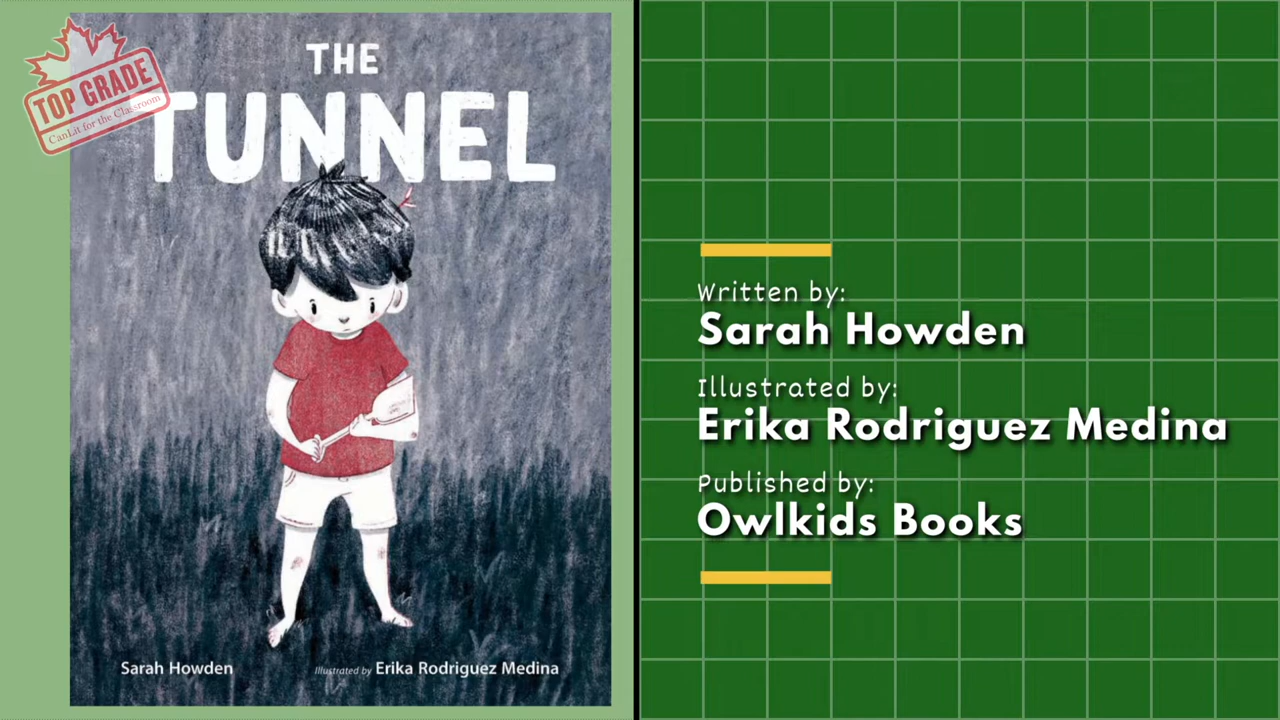 TOP GRADE
CanLit for the Classroom
THE
TUNNEL
Sarah Howden
Illustrated by Erika Rodriguez Medina
Written by:
Sarah Howden
Illustrated by:
Erika Rodriguez Medina
Published by:
Owlkids Books